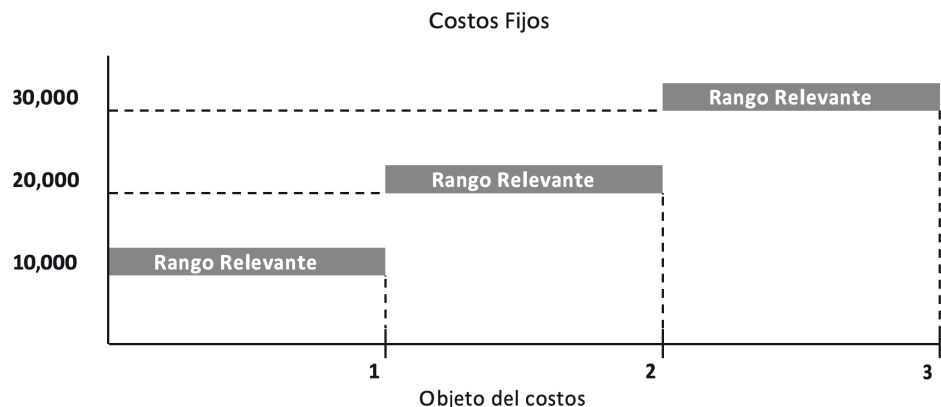 Costos Fijos
30,000
Rango Relevante
20,000
Rango Relevante
10,000
Rango Relevante
1
2
3
Objeto del costos